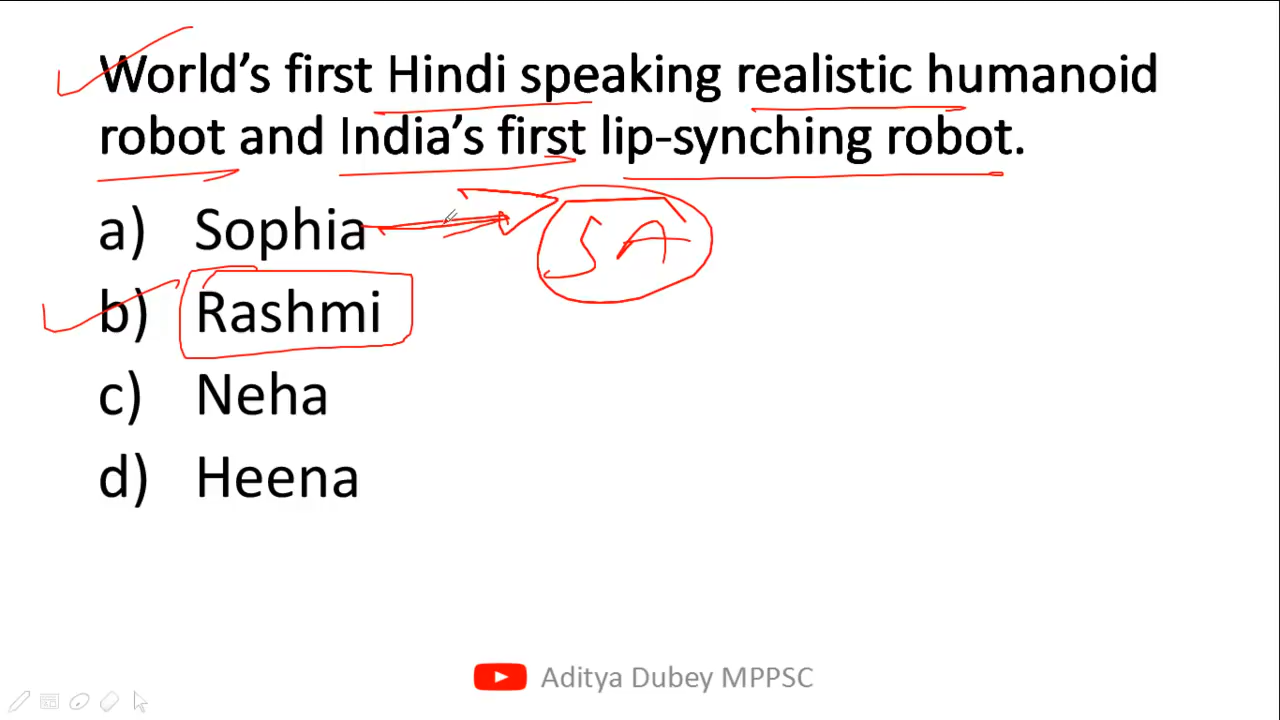 World's first Hindi speaking realistic humanoid
robot and India's first lip-synching robot.
a) Sophia
SA
b) Rashmi
c) Neha
d) Heena
Aditya Dubey MPPSC